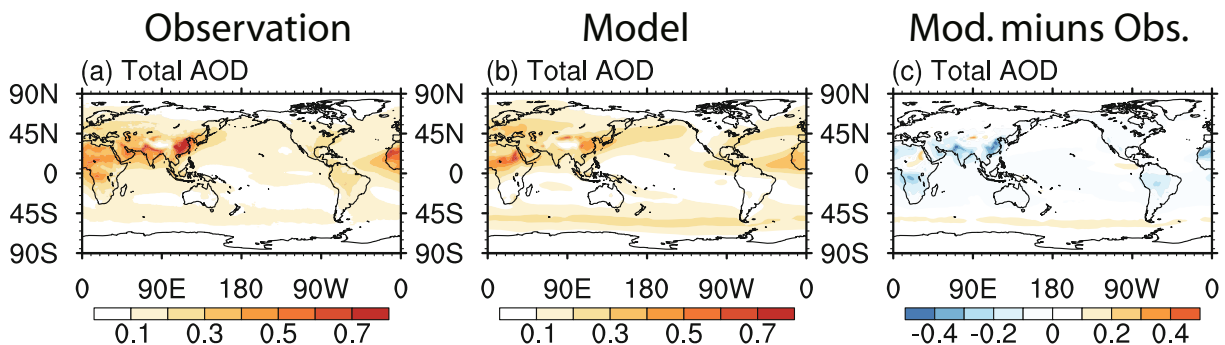 Observation
Model
Mod. miuns Obs.
(a) Total AOD
(b) Total AOD
(c) Total AOD
90N
45N
0
45S
90S
90N
45N
0
45S
90S
90N
45N
0
45S
90S
0 90E 180 90W 0
0 90E 180 90W 0
0 90E 180 90W 0
0.1 0.3 0.5 0.7
0.1 0.3 0.5 0.7
-0.4 -0.2 0 0.2 0.4